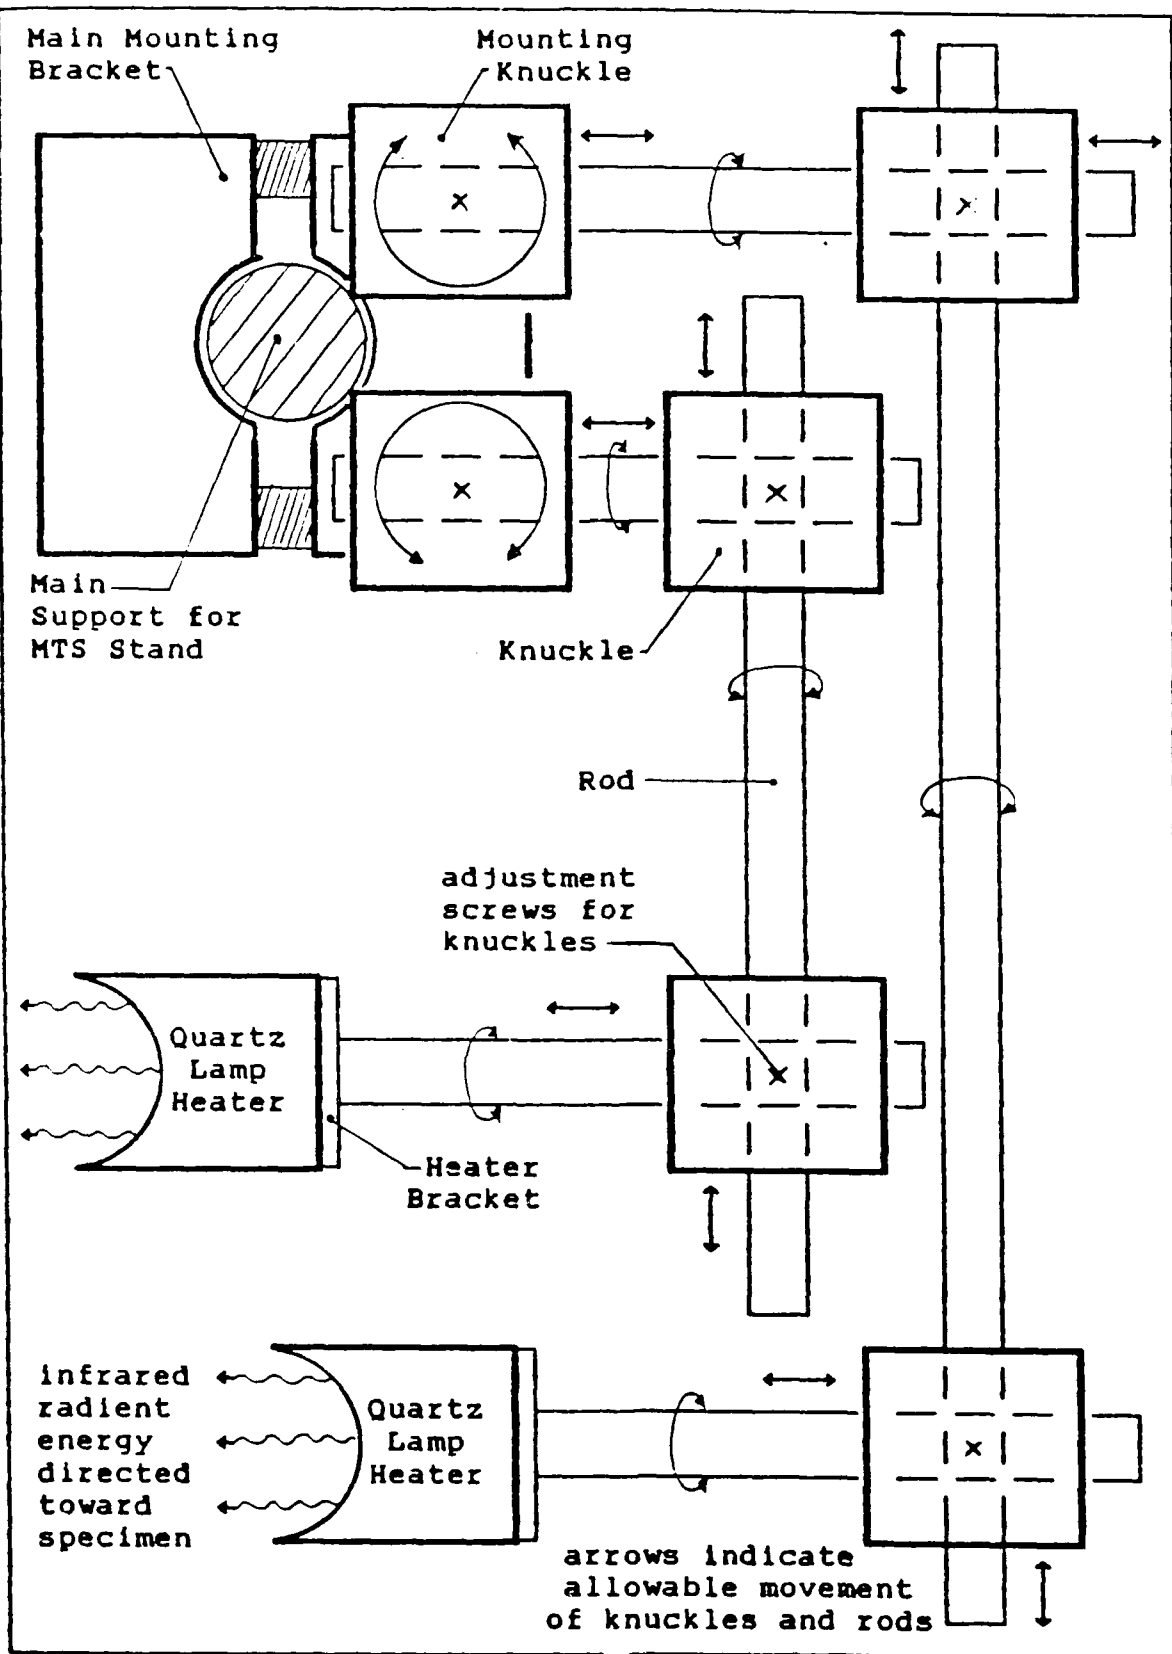 Main Mounting
Bracket
Mounting
Knuckle
Main
Support for
MTS Stand
Knuckle
Rod
adjustment
screws for
knuckles
Quartz
Lamp
Heater
Heater
Bracket
infrared
radient
energy
directed
toward
specimen
Quartz
Lamp
Heater
arrows indicate
allowable movement
of knuckles and rods